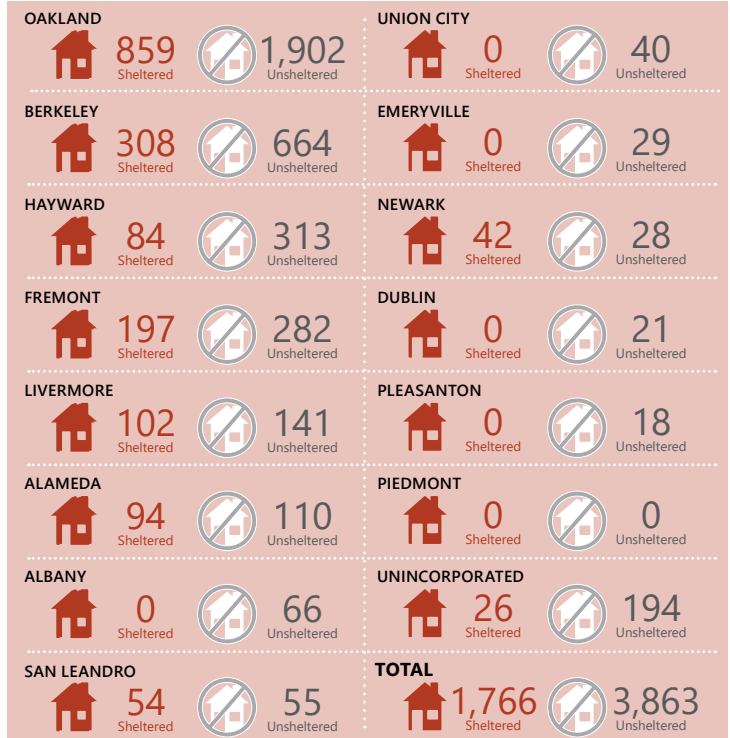 OAKLAND
859
Sheltered
1,902
Unsheltered
BERKELEY
308
Sheltered
664
Unsheltered
HAYWARD
84
Sheltered
313
Unsheltered
FREMONT
197
Sheltered
282
Unsheltered
LIVERMORE
102
Sheltered
141
Unsheltered
ALAMEDA
94
Sheltered
110
Unsheltered
ALBANY
0
Sheltered
66
Unsheltered
SAN LEANDRO
54
Sheltered
55
Unsheltered
UNION CITY
0
Sheltered
40
Unsheltered
EMERYVILLE
0
Sheltered
29
Unsheltered
NEWARK
42
Sheltered
28
Unsheltered
DUBLIN
0
Sheltered
21
Unsheltered
PLEASANTON
0
Sheltered
18
Unsheltered
PIEDMONT
0
Sheltered
0
Unsheltered
UNINCORPORATED
26
Sheltered
194
Unsheltered
TOTAL
1,766
Sheltered
3,863
Unsheltered